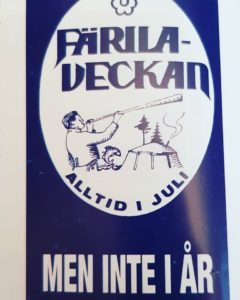 FÄRILA-
VECKAN
ALLTID I JULI
MEN INTE I ÅR